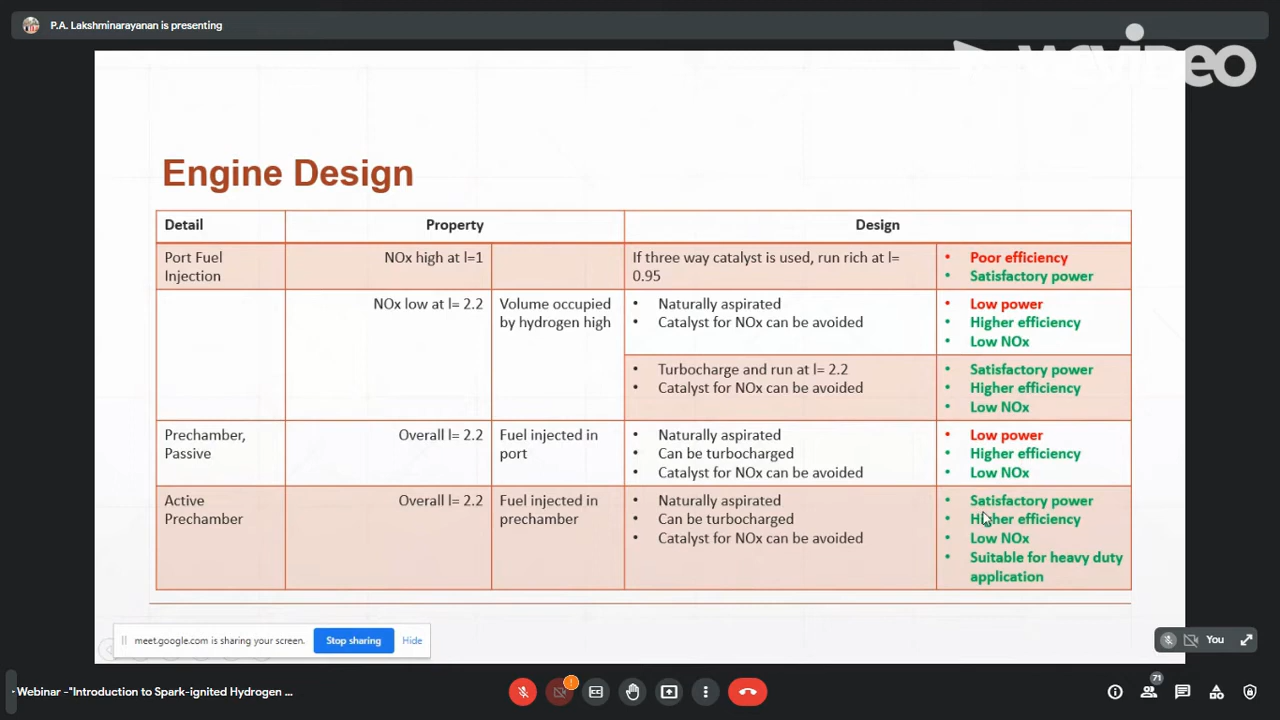 P.A. Lakshminarayanan is presenting
Engine Design
Detail
Property
Design
Port Fuel
Injection
NOx high at l=1
If three way catalyst is used, run rich at l=
0.95
• Poor efficiency
• Satisfactory power
NOx low at l= 2.2
Volume occupied
by hydrogen high
• Naturally aspirated
• Catalyst for NOx can be avoided
• Low power
• Higher efficiency
• Low NOx
• Turbocharge and run at l= 2.2
• Catalyst for NOx can be avoided
• Satisfactory power
• Higher efficiency
• Low NOx
Prechamber,
Passive
Overall l= 2.2
Fuel injected in
port
• Naturally aspirated
• Can be turbocharged
• Catalyst for NOx can be avoided
• Low power
• Higher efficiency
• Low NOx
Active
Prechamber
Overall l= 2.2
Fuel injected in
prechamber
• Naturally aspirated
• Can be turbocharged
• Catalyst for NOx can be avoided
• Satisfactory power
• Higher efficiency
• Low NOx
• Suitable for heavy duty
application
meet.google.com is sharing your screen.
Stop sharing
Hide
You
Webinar -"Introduction to Spark-ignited Hydrogen ...
71